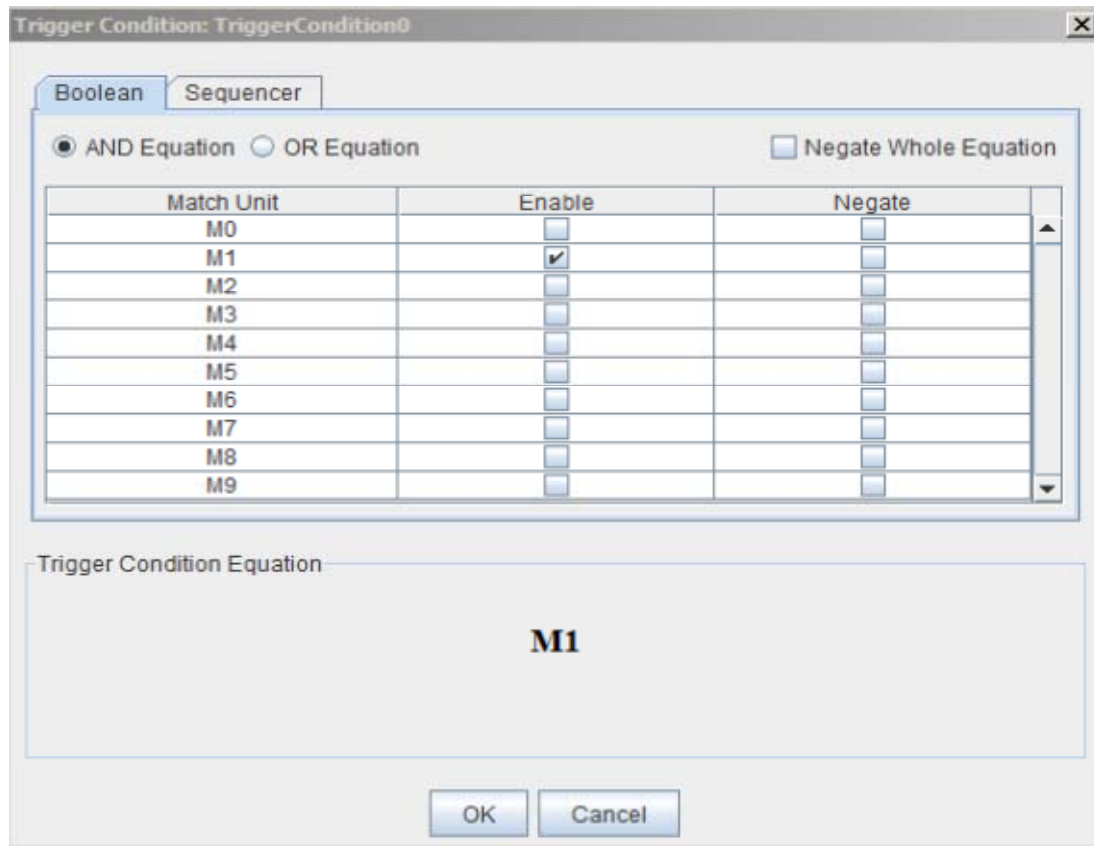 Trigger Condition: TriggerCondition0
Boolean Sequencer
AND Equation OR Equation Negate Whole Equation
Match Unit Enable Negate
M0
M1
M2
M3
M4
M5
M6
M7
M8
M9
Trigger Condition Equation
M1
OK Cancel